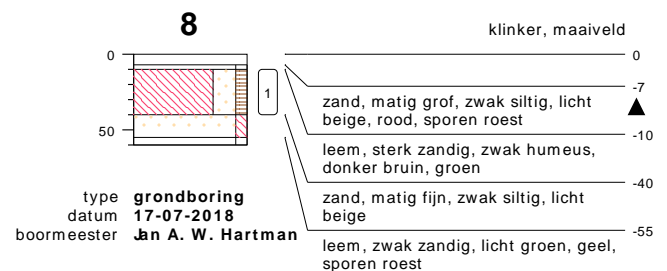 8
klinker, maaiveld
0
0
-7
zand, matig grof, zwak siltig, licht
beige, rood, sporen roest
1
-10
50
leem, sterk zandig, zwak humeus,
donker bruin, groen
-40
zand, matig fijn, zwak siltig, licht
beige
type grondboring
datum 17-07-2018
boormeester Jan A. W. Hartman
-55
leem, zwak zandig, licht groen, geel,
sporen roest